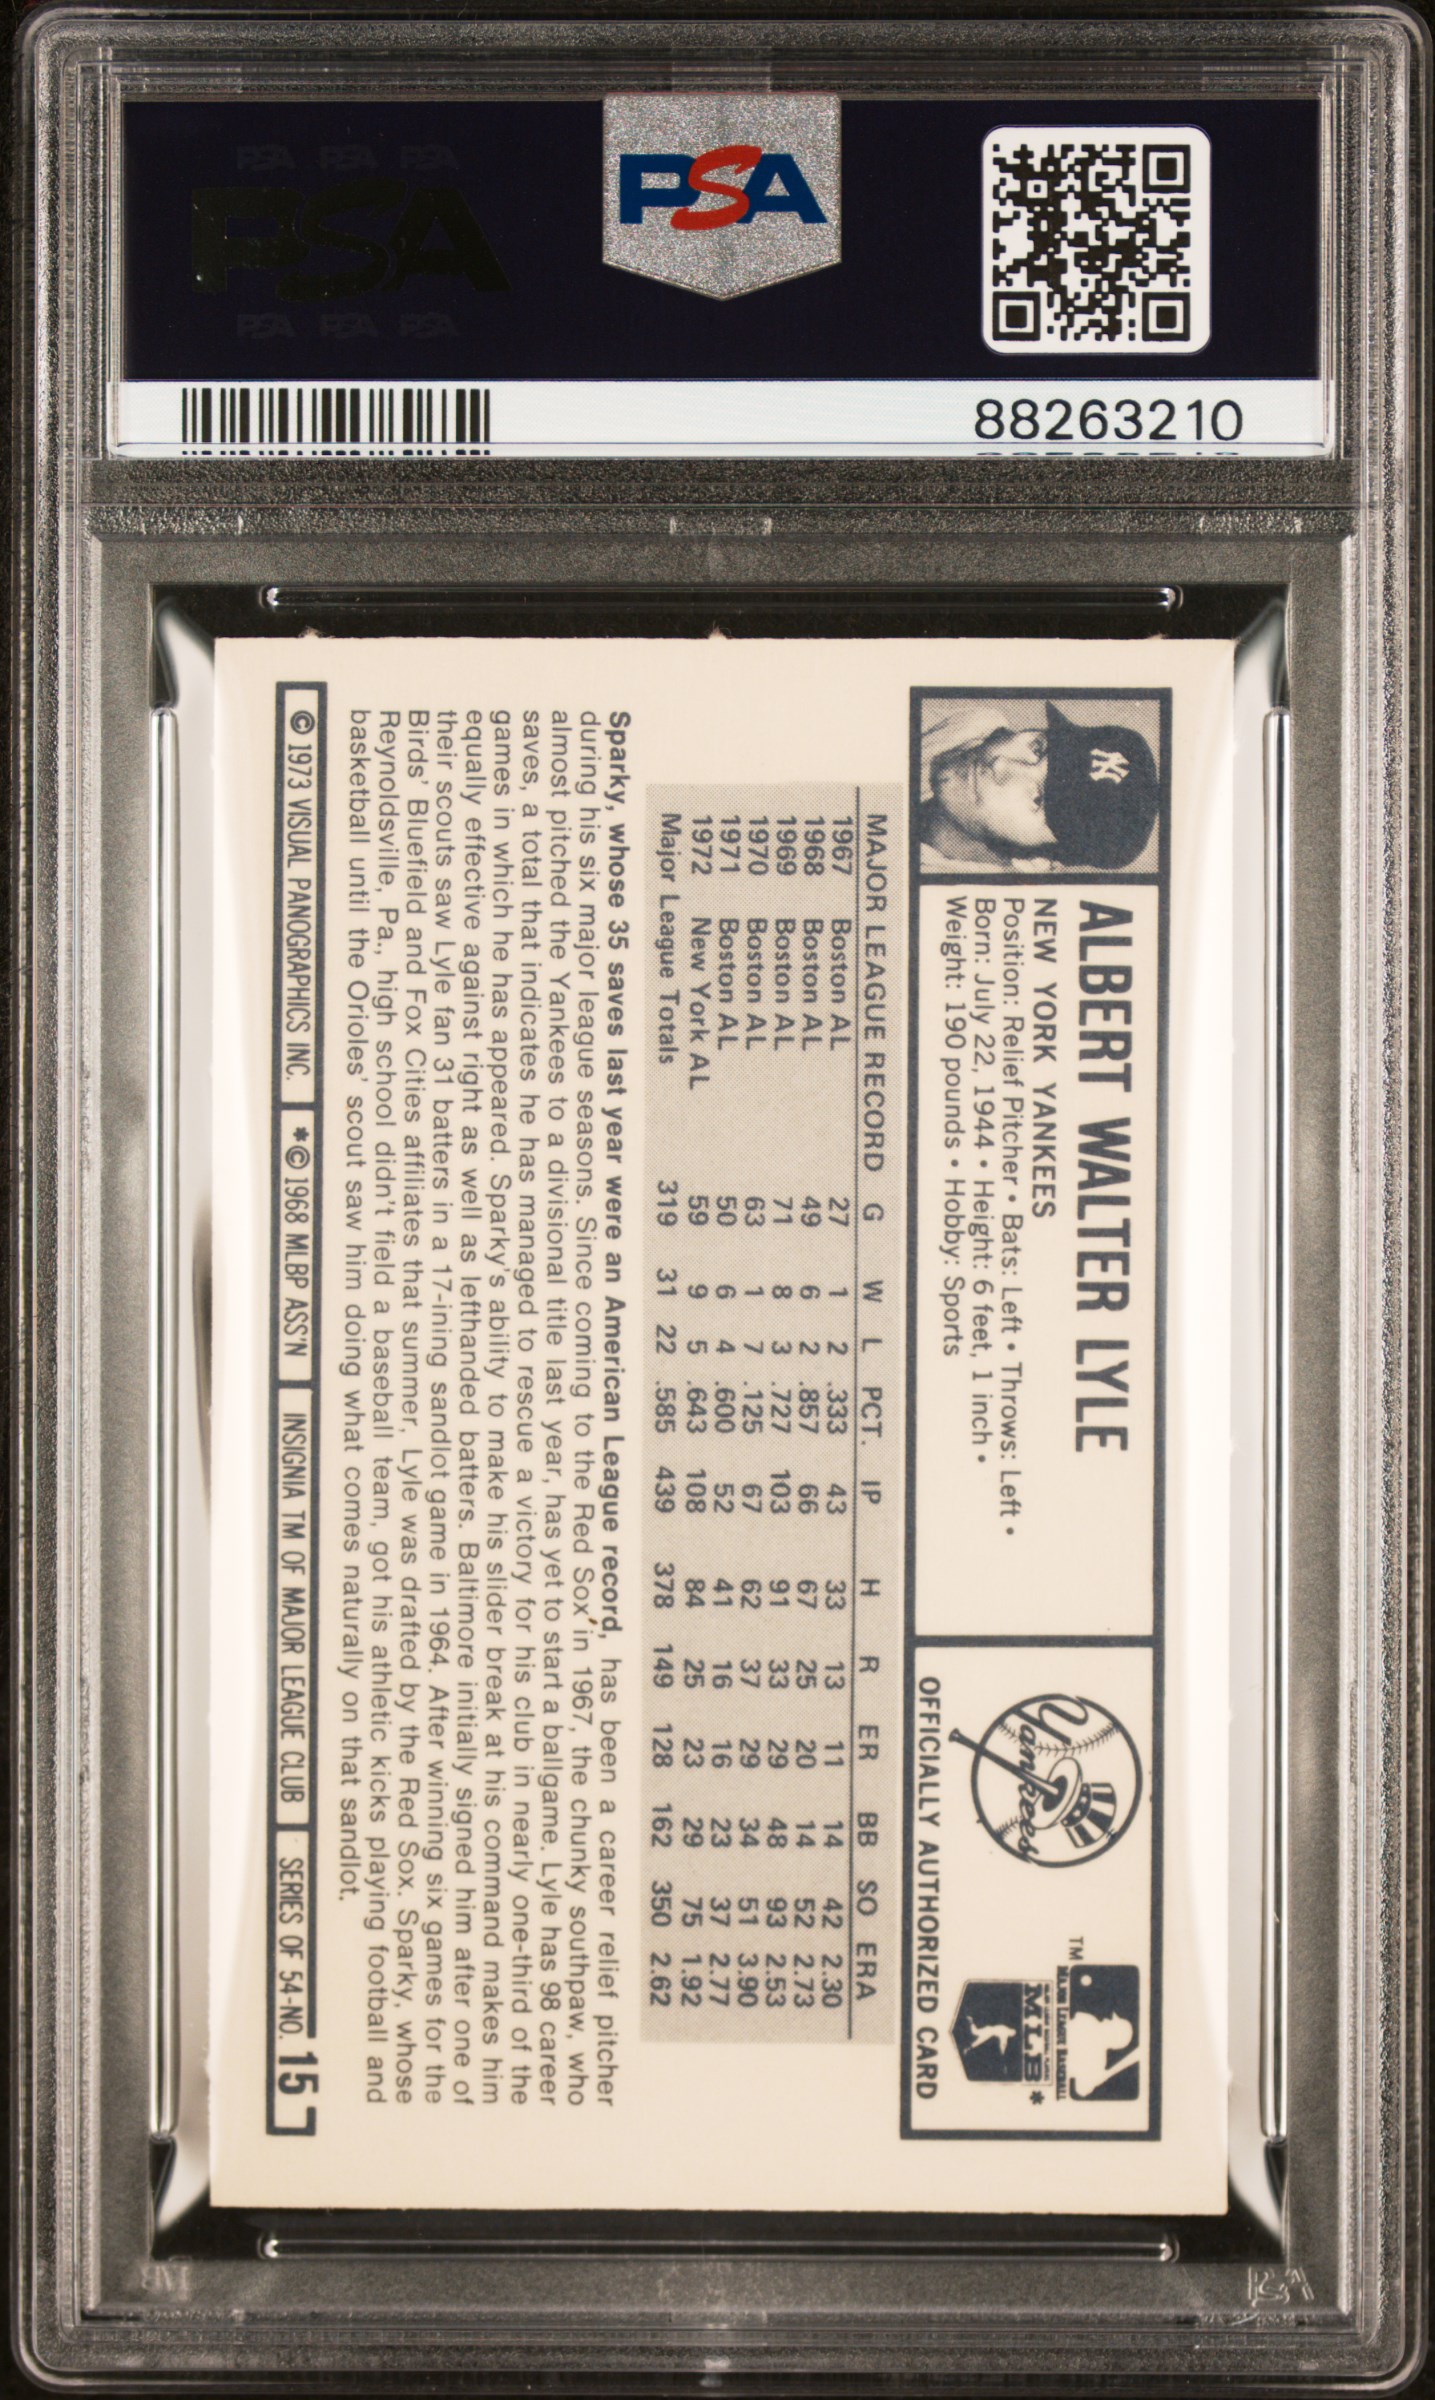 PSA PSA PSA
PSA
PSA PSA PSA
PSA
88263210
ALBERT WALTER LYLE
NEW YORK YANKEES
Position: Relief Pitcher • Bats: Left • Throws: Left •
Born: July 22, 1944 • Height: 6 feet, 1 inch •
Weight: 190 pounds • Hobby: Sports
NY
Yankees
TM
MAJOR LEAGUE BASEBALL
MLB*
OFFICIALLY AUTHORIZED CARD
MAJOR LEAGUE RECORD G W L PCT. IP H R ER BB SO ERA
1967 Boston AL 27 1 2 .333 43 33 13 11 14 42 2.30
1968 Boston AL 49 6 2 .857 66 67 25 20 14 52 2.73
1969 Boston AL 71 8 3 .727 103 91 33 29 48 93 2.53
1970 Boston AL 63 1 7 .125 67 62 37 29 34 51 3.90
1971 Boston AL 50 6 4 .600 52 41 16 16 23 37 2.77
1972 New York AL 59 9 5 .643 108 84 25 23 29 75 1.92
Major League Totals 319 31 22 .585 439 378 149 128 162 350 2.62
Sparky, whose 35 saves last year were an American League record, has been a career relief pitcher
during his six major league seasons. Since coming to the Red Sox in 1967, the chunky southpaw, who
almost pitched the Yankees to a divisional title last year, has yet to start a ballgame. Lyle has 98 career
saves, a total that indicates he has managed to rescue a victory for his club in nearly one-third of the
games in which he has appeared. Sparky's ability to make his slider break at his command makes him
equally effective against right as well as lefthanded batters. Baltimore initially signed him after one of
their scouts saw Lyle fan 31 batters in a 17-ining sandlot game in 1964. After winning six games for the
Birds' Bluefield and Fox Cities affiliates that summer, Lyle was drafted by the Red Sox. Sparky, whose
Reynoldsville, Pa., high school didn't field a baseball team, got his athletic kicks playing football and
basketball until the Orioles' scout saw him doing what comes naturally on that sandlot.
© 1973 VISUAL PANOGRAPHICS INC. *© 1968 MLBP ASS'N INSIGNIA TM OF MAJOR LEAGUE CLUB SERIES OF 54-NO. 15
PSA